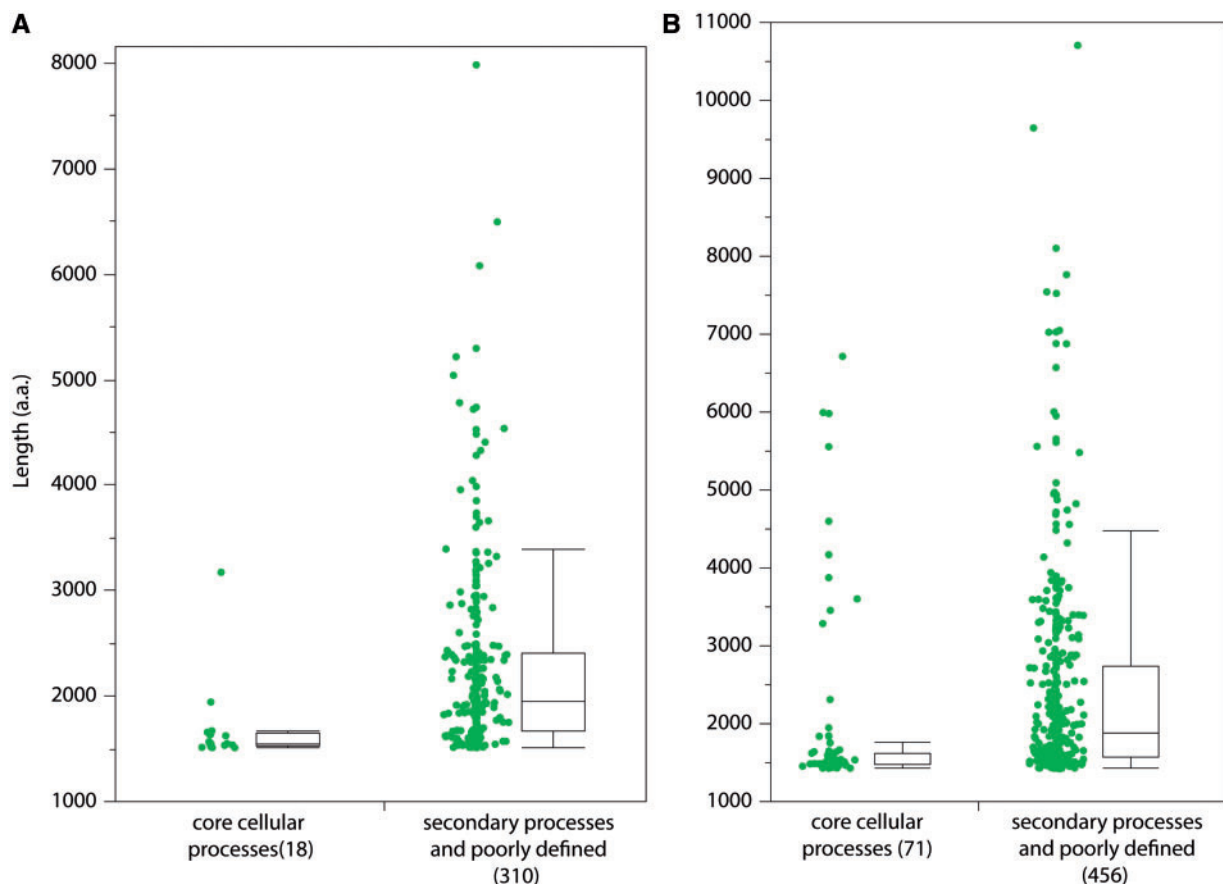 A
8000
7000
6000
5000
4000
3000
2000
1000
Length (a.a.)
core cellular
processes(18)
secondary processes
and poorly defined
(310)
B
11000
10000
9000
8000
7000
6000
5000
4000
3000
2000
1000
core cellular
processes (71)
secondary processes
and poorly defined
(456)